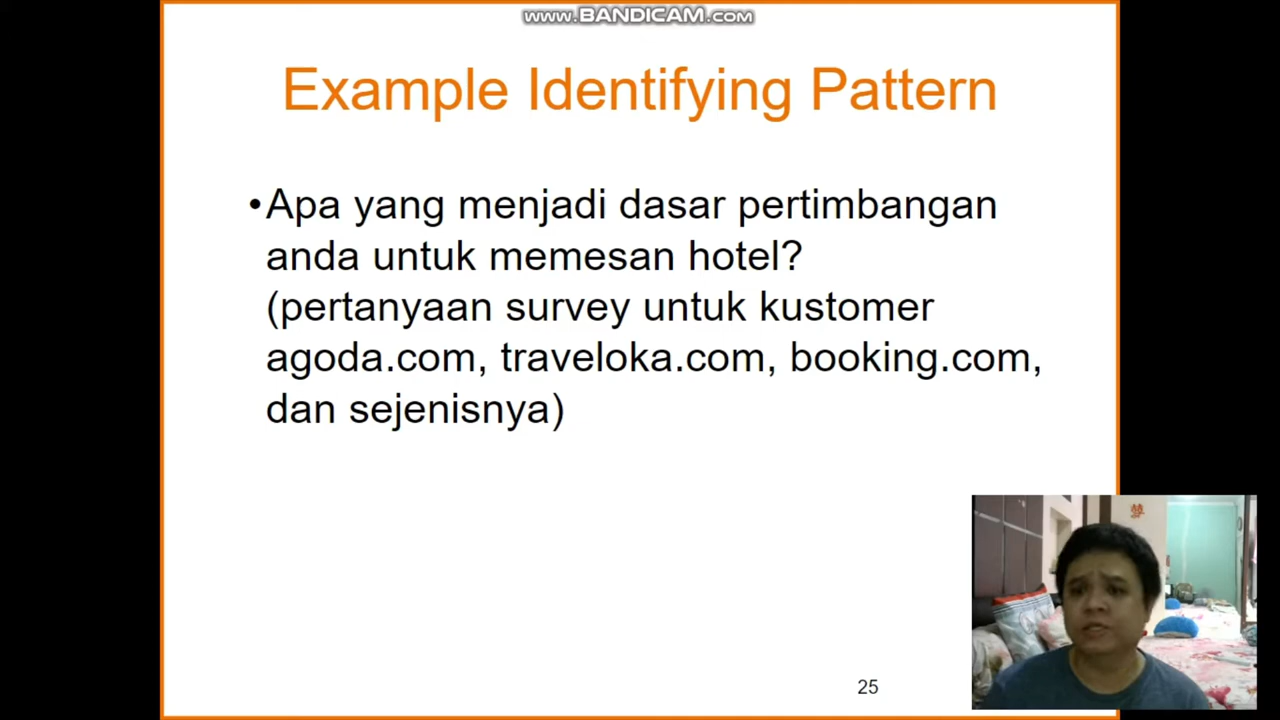 www.BANDICAM.com
Example Identifying Pattern
•Apa yang menjadi dasar pertimbangan
anda untuk memesan hotel?
(pertanyaan survey untuk kustomer
agoda.com, traveloka.com, booking.com,
dan sejenisnya)
25